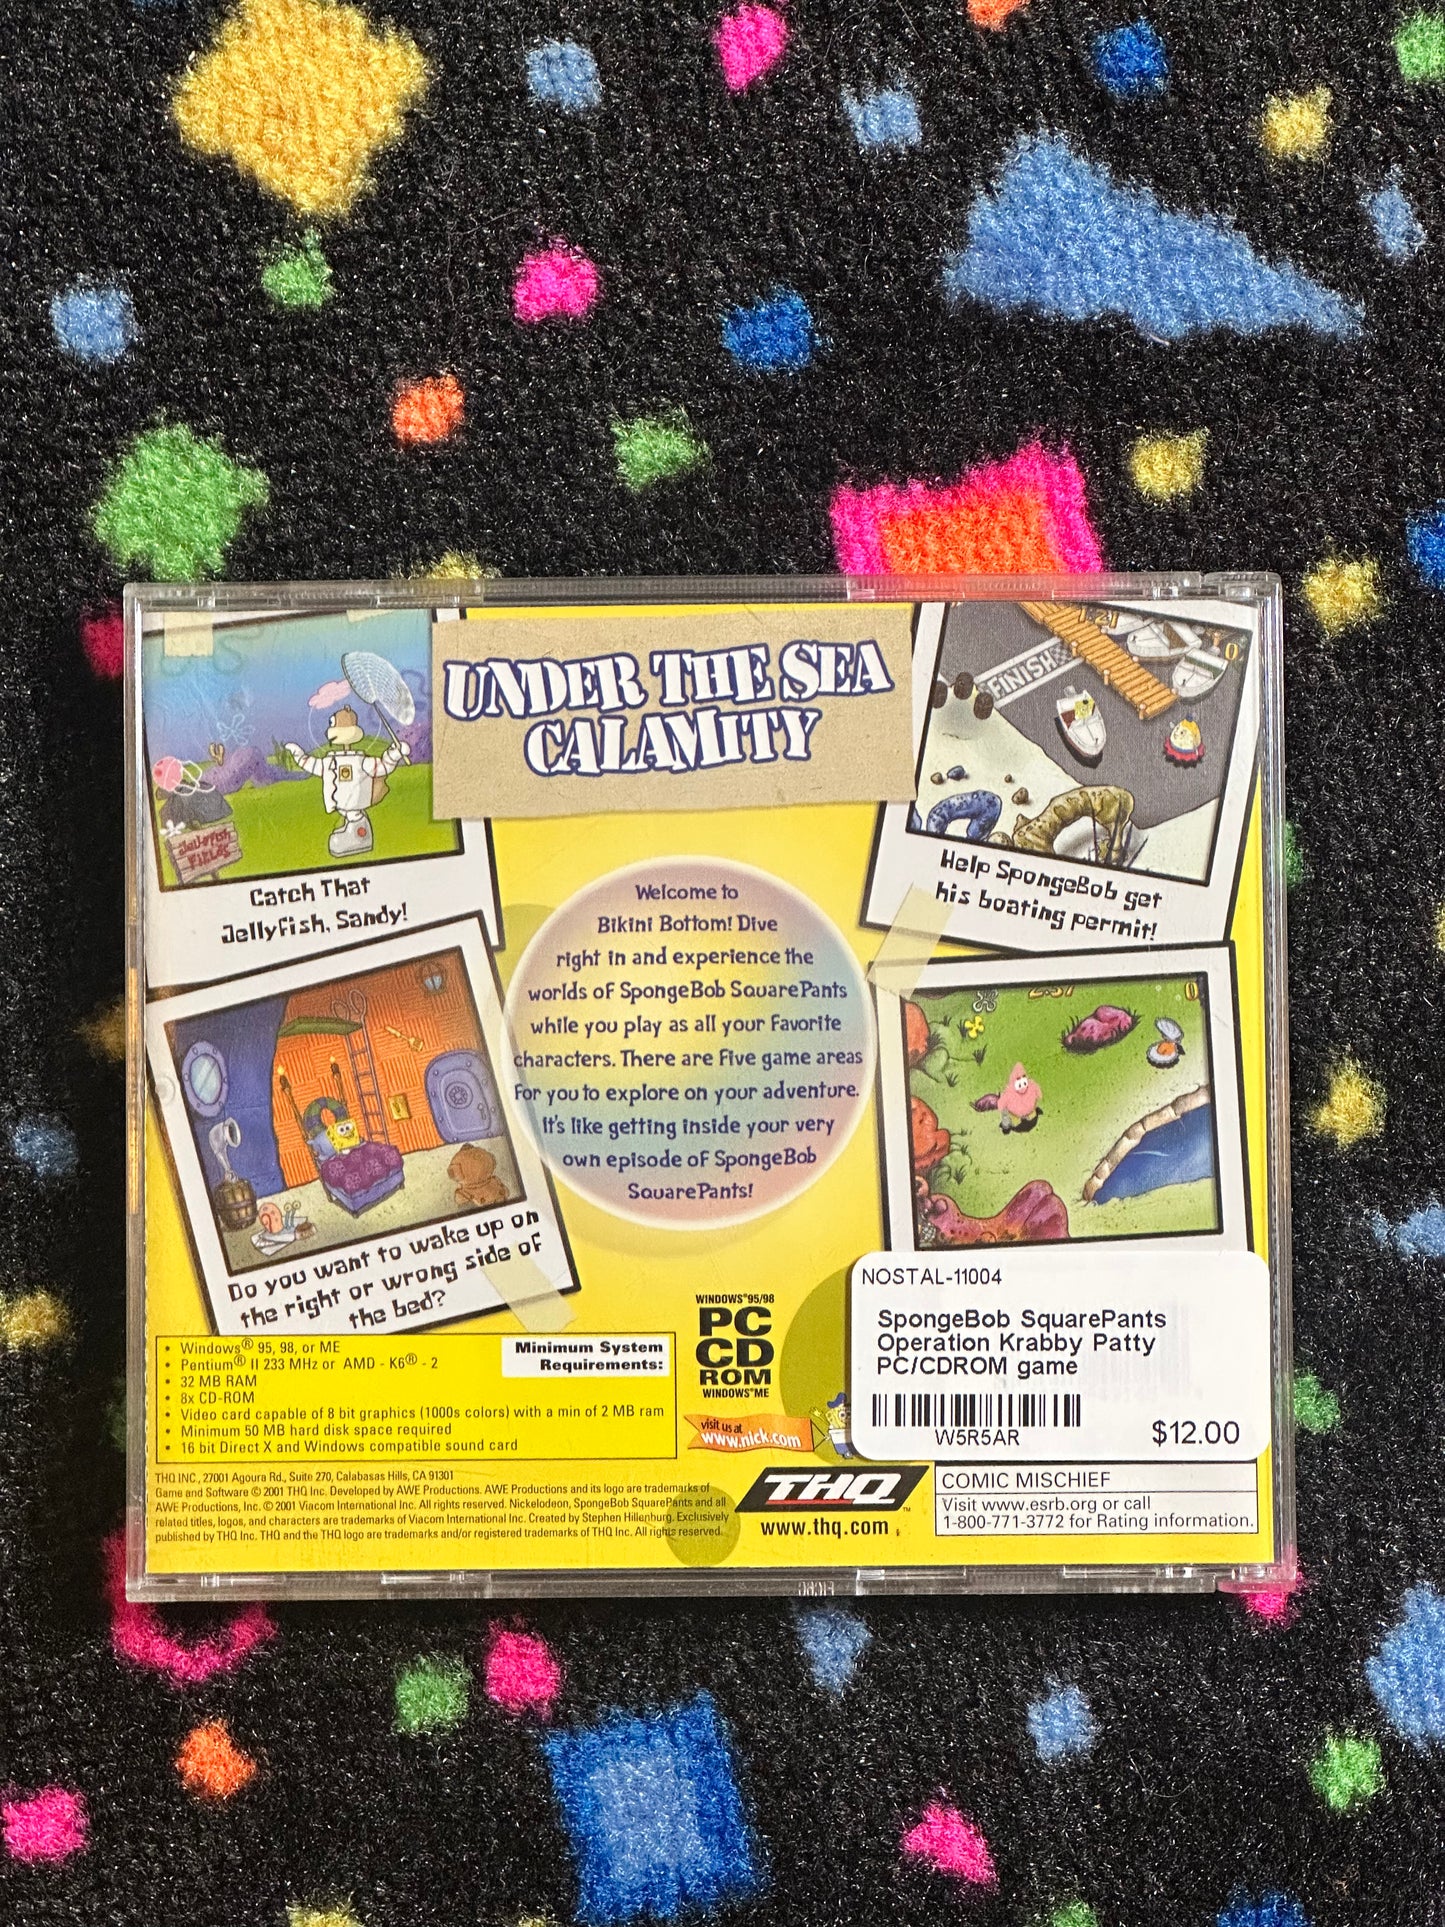 UNDER THE SEA
CALAMITY
Jellyfish
Fields
Catch That
Jellyfish, Sandy!
1:21
0
FINISH
Help SpongeBob get
his boating permit!
Welcome to
Bikini Bottom! Dive
right in and experience the
worlds of SpongeBob SquarePants
while you play as all your favorite
characters. There are five game areas
for you to explore on your adventure.
It's like getting inside your very
own episode of SpongeBob
SquarePants!
Do you want to wake up on
the right or wrong side of
the bed?
2:57
0
• Windows® 95, 98, or ME
• Pentium® II 233 MHz or AMD - K6® - 2
• 32 MB RAM
• 8x CD-ROM
• Video card capable of 8 bit graphics (1000s colors) with a min of 2 MB ram
• Minimum 50 MB hard disk space required
• 16 bit Direct X and Windows compatible sound card
Minimum System
Requirements:
WINDOWS®95/98
PC
CD
ROM
WINDOWS®ME
visit us at
www.nick.com
NOSTAL-11004
SpongeBob SquarePants
Operation Krabby Patty
PC/CDROM game
W5R5AR
$12.00
THQ INC., 27001 Agoura Rd., Suite 270, Calabasas Hills, CA 91301
Game and Software © 2001 THQ Inc. Developed by AWE Productions. AWE Productions and its logo are trademarks of
AWE Productions, Inc. © 2001 Viacom International Inc. All rights reserved. Nickelodeon, SpongeBob SquarePants and all
related titles, logos, and characters are trademarks of Viacom International Inc. Created by Stephen Hillenburg. Exclusively
published by THQ Inc. THQ and the THQ logo are trademarks and/or registered trademarks of THQ Inc. All rights reserved.
THQ™
www.thq.com
COMIC MISCHIEF
Visit www.esrb.org or call
1-800-771-3772 for Rating information.